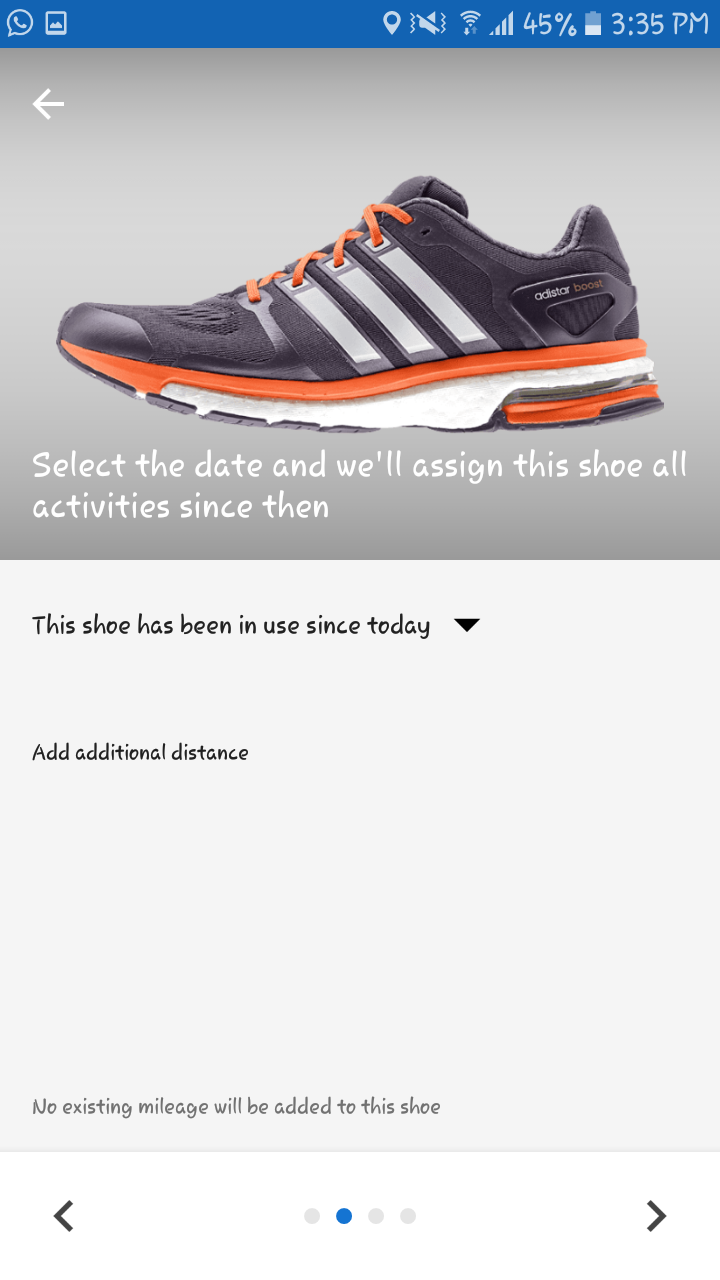 45% 3:35 PM
adistar boost
Select the date and we'll assign this shoe all
activities since then
This shoe has been in use since today
Add additional distance
No existing mileage will be added to this shoe